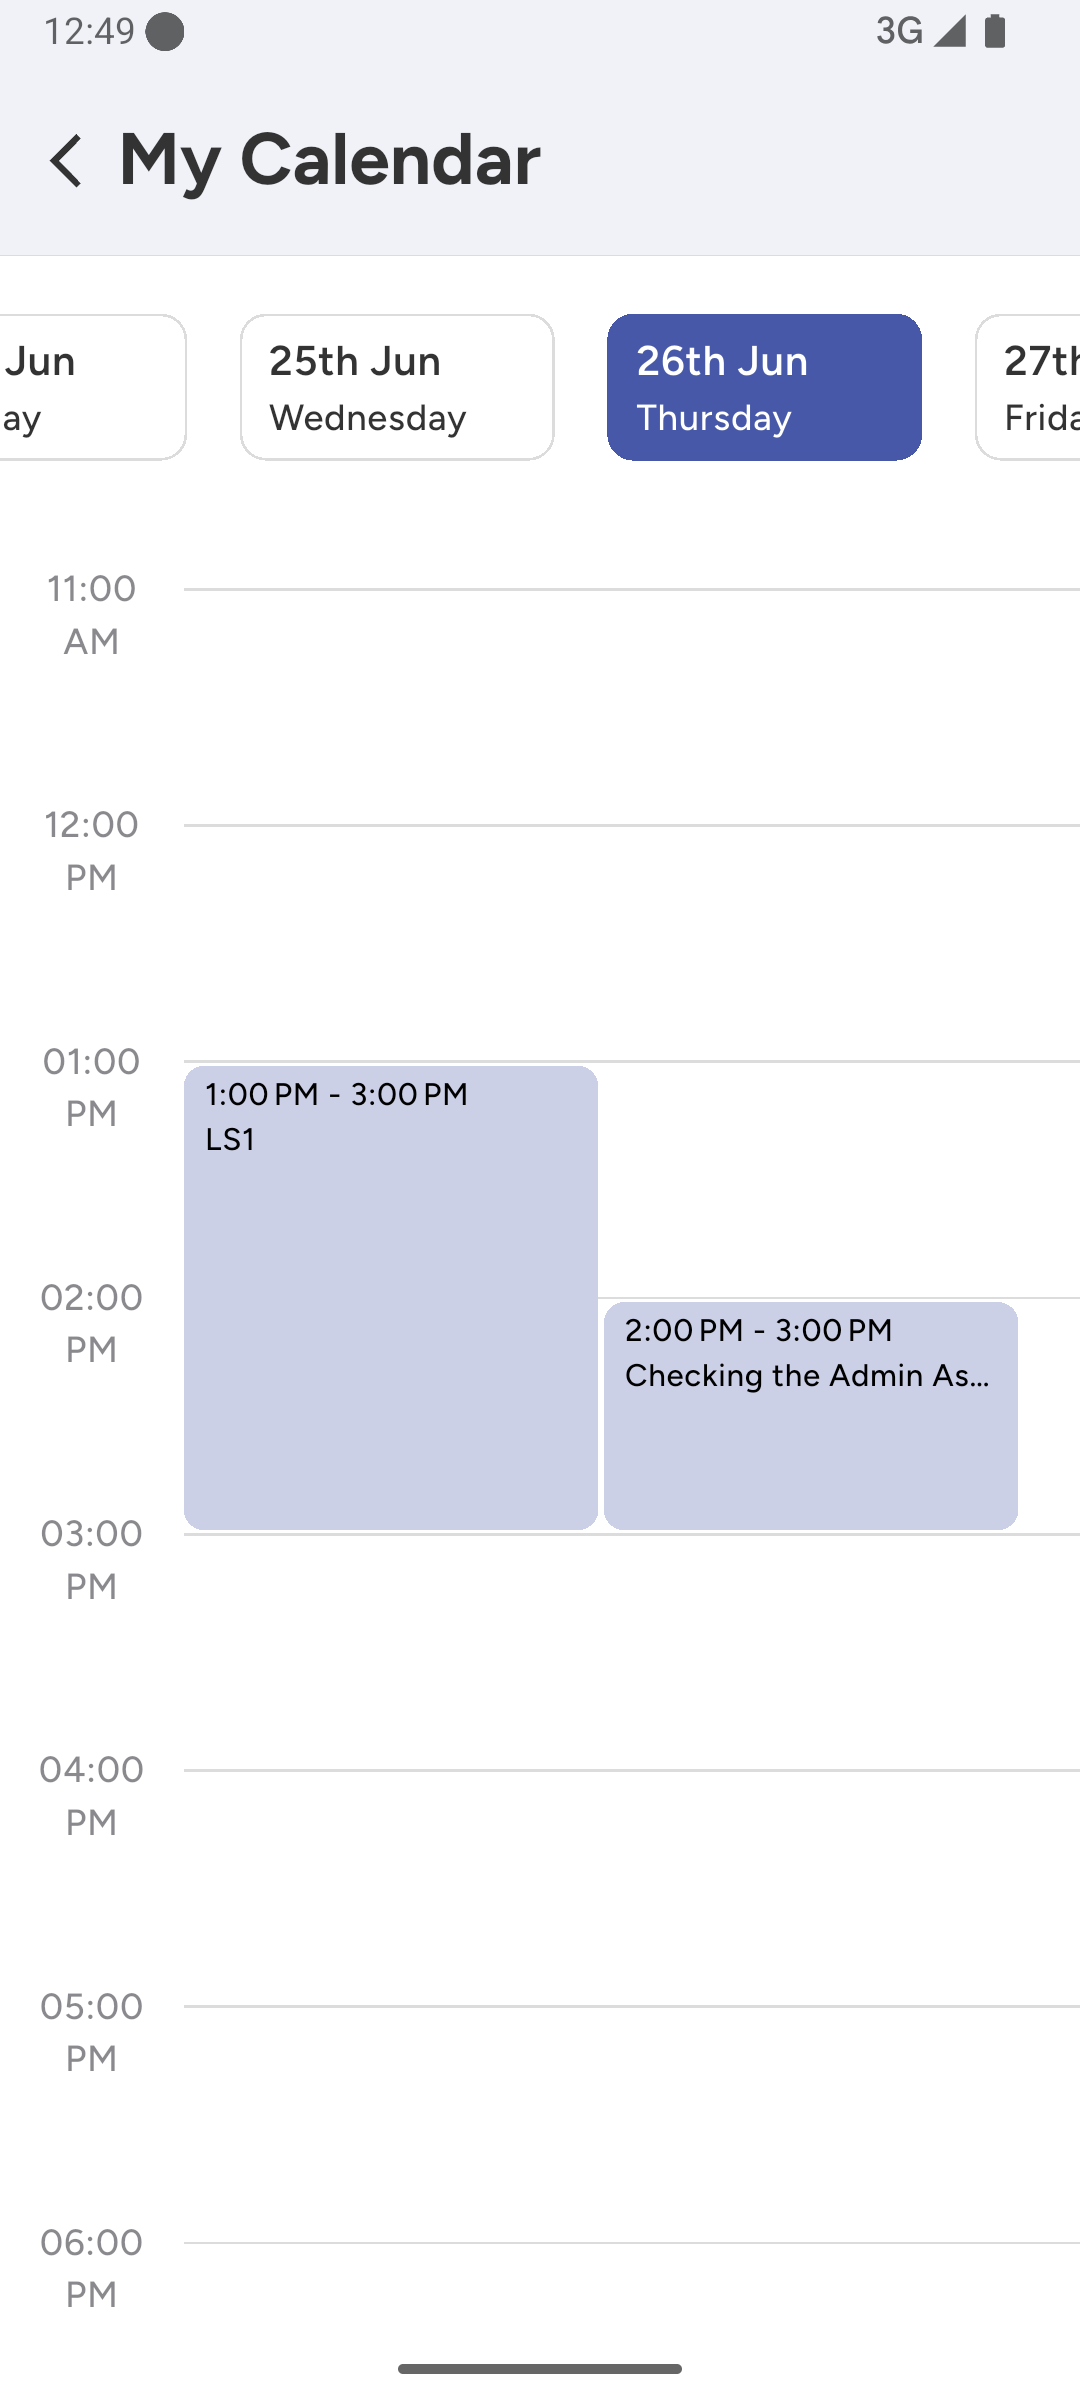 12:49
3G
My Calendar
Jun
ay
25th Jun
Wednesday
26th Jun
Thursday
27th
Frida
11:00
AM
12:00
PM
01:00
PM
1:00 PM - 3:00 PM
LS1
02:00
PM
2:00 PM - 3:00 PM
Checking the Admin As...
03:00
PM
04:00
PM
05:00
PM
06:00
PM